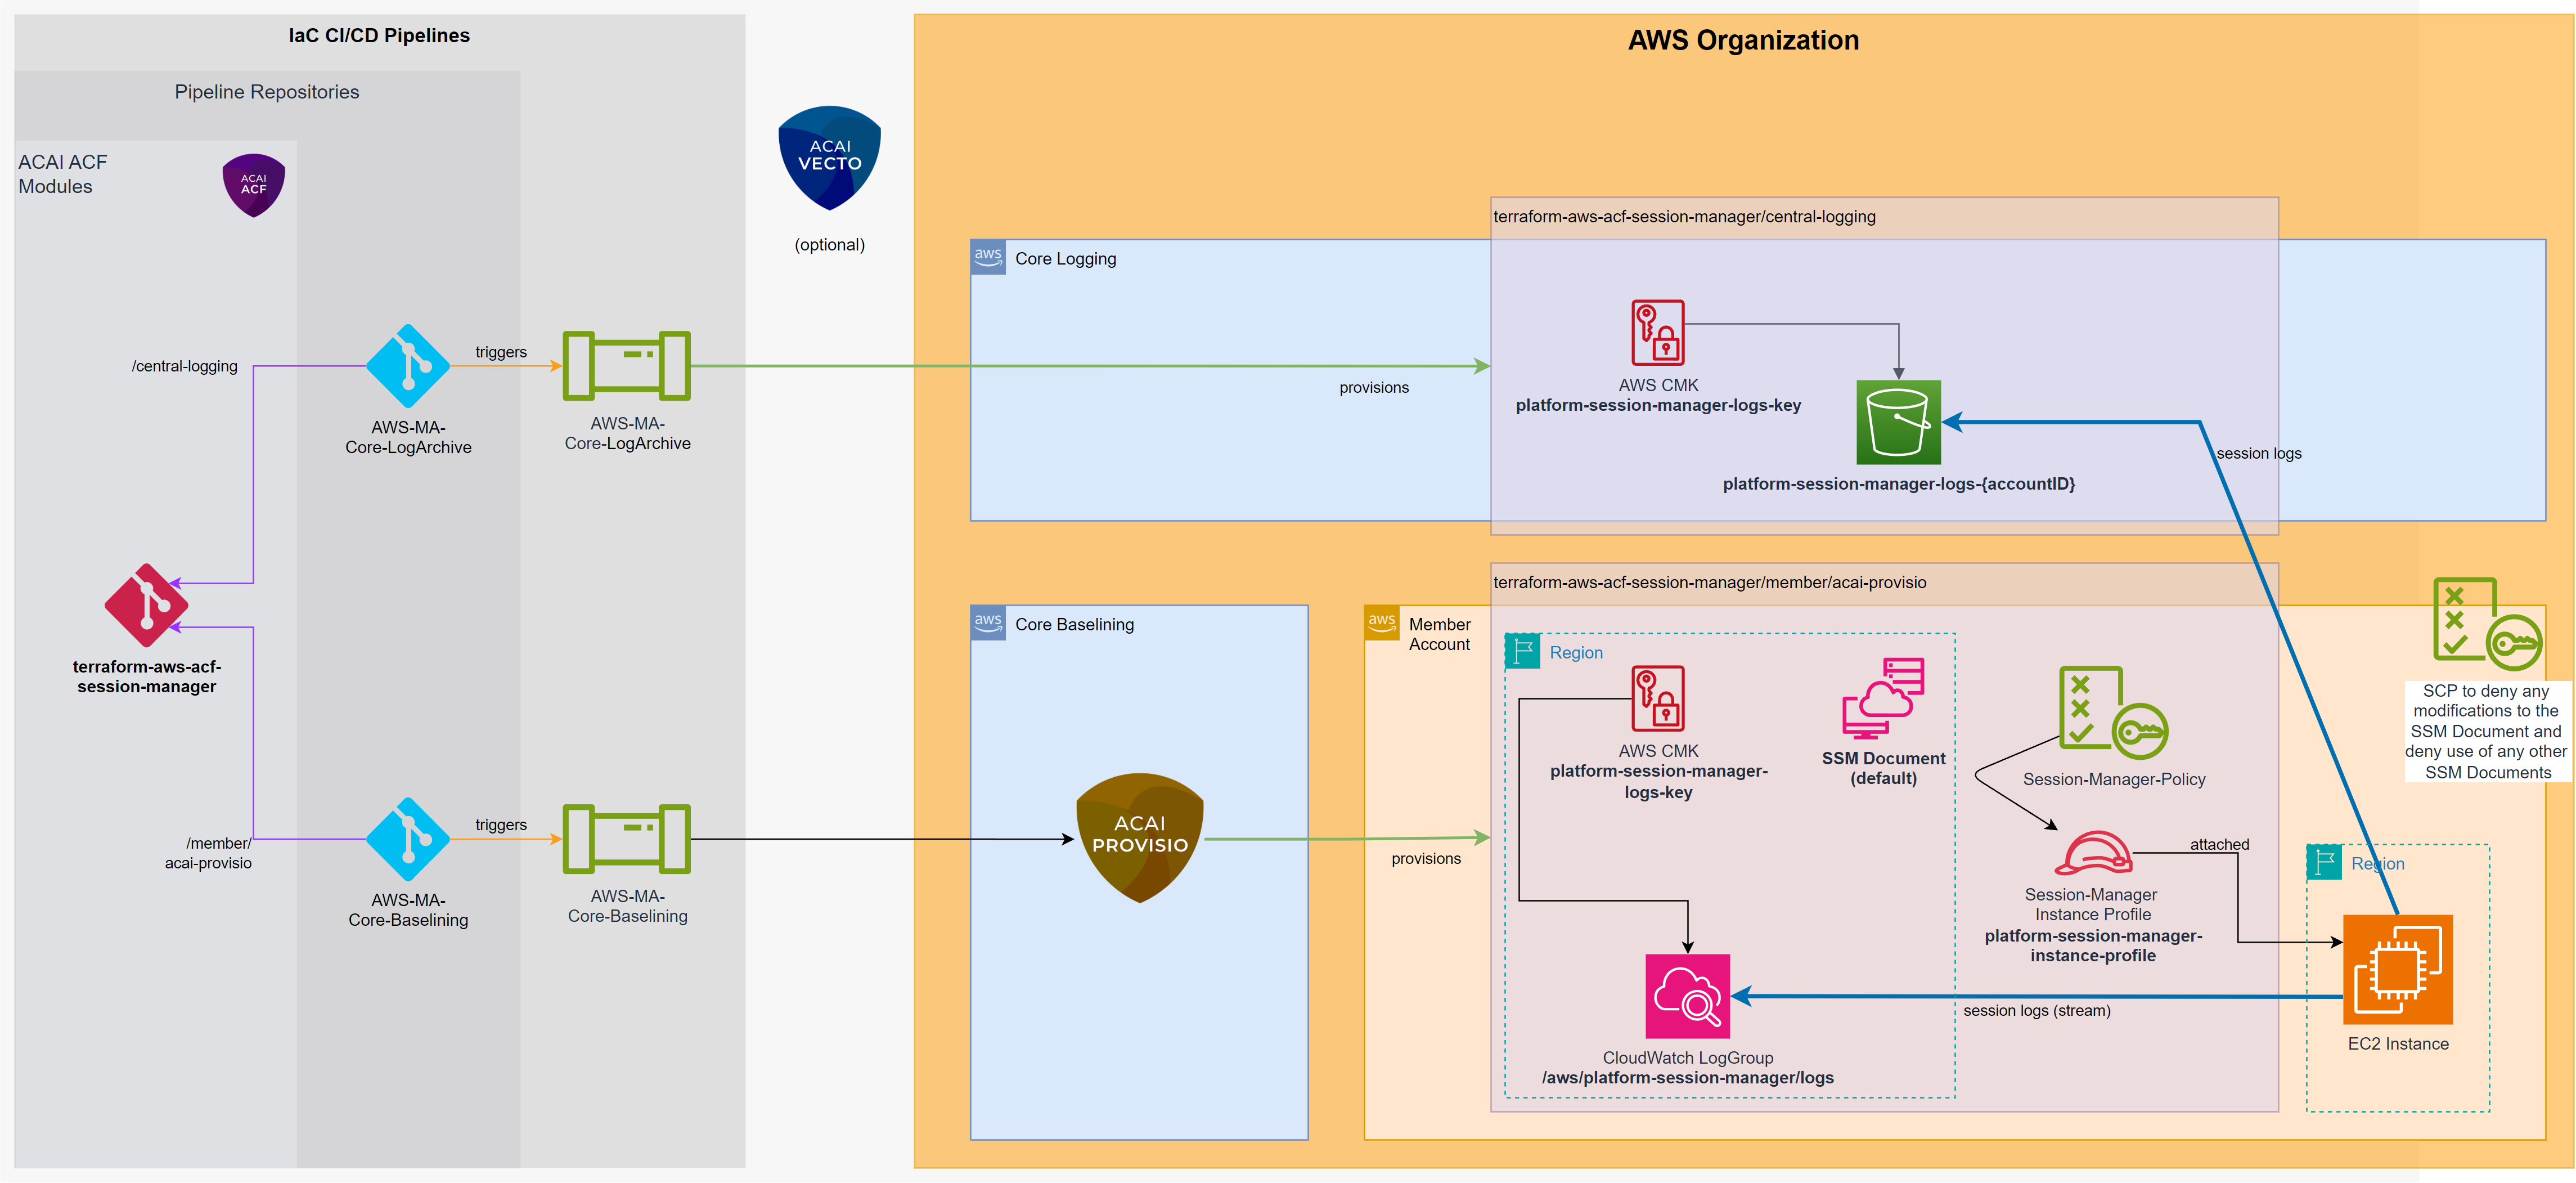 IaC CI/CD Pipelines
Pipeline Repositories
ACAI ACF
Modules
ACAI
ACF
/central-logging
triggers
AWS-MA-
Core-LogArchive
AWS-MA-
Core-LogArchive
terraform-aws-acf-
session-manager
/member/
acai-provisio
triggers
AWS-MA-
Core-Baselining
AWS-MA-
Core-Baselining
ACAI
VECTO
(optional)
AWS Organization
terraform-aws-acf-session-manager/central-logging
aws
Core Logging
provisions
AWS CMK
platform-session-manager-logs-key
platform-session-manager-logs-{accountID}
session logs
terraform-aws-acf-session-manager/member/acai-provisio
aws
Core Baselining
ACAI
PROVISIO
provisions
aws
Member
Account
Region
AWS CMK
platform-session-manager-
logs-key
SSM Document
(default)
CloudWatch LogGroup
/aws/platform-session-manager/logs
Session-Manager-Policy
attached
Session-Manager
Instance Profile
platform-session-manager-
instance-profile
session logs (stream)
SCP to deny any
modifications to the
SSM Document and
deny use of any other
SSM Documents
Region
EC2 Instance